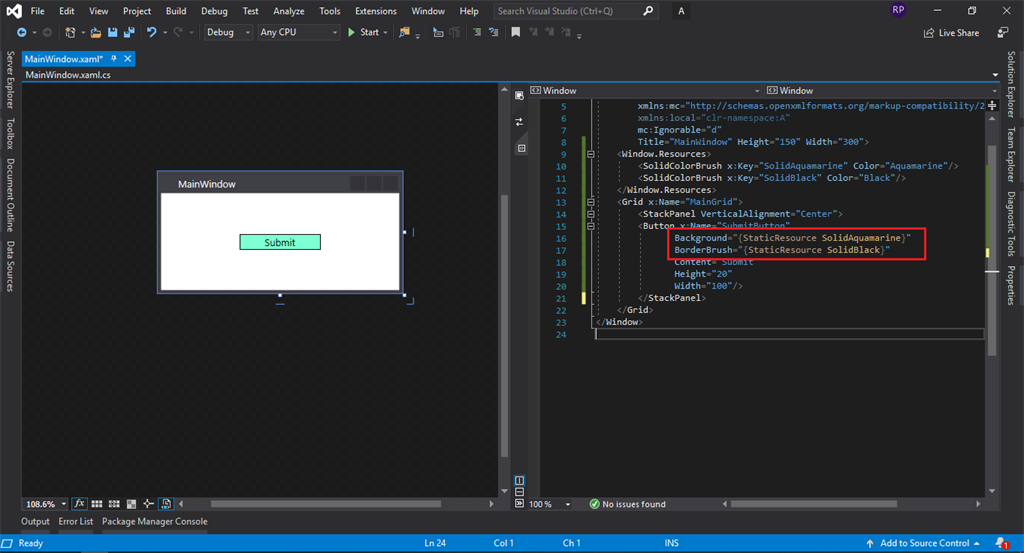 File Edit View Project Build Debug Test Analyze Tools Extensions Window Help Search Visual Studio (Ctrl+Q) A RP
Debug Any CPU Start Live Share
MainWindow.xaml*
MainWindow.xaml.cs
Server Explorer
Toolbox
Document Outline
Data Sources
MainWindow
Submit
Window Window
5 xmlns:mc="http://schemas.openxmlformats.org/markup-compatibility/2
6 xmlns:local="clr-namespace:A"
7 mc:Ignorable="d"
8 Title="MainWindow" Height="150" Width="300">
9 <Window.Resources>
10 <SolidColorBrush x:Key="SolidAquamarine" Color="Aquamarine"/>
11 <SolidColorBrush x:Key="SolidBlack" Color="Black"/>
12 </Window.Resources>
13 <Grid x:Name="MainGrid">
14 <StackPanel VerticalAlignment="Center">
15 <Button x:Name="SubmitButton"
16 Background="{StaticResource SolidAquamarine}"
17 BorderBrush="{StaticResource SolidBlack}"
18 Content="Submit"
19 Height="20"
20 Width="100"/>
21 </StackPanel>
22 </Grid>
23 </Window>
24
Solution Explorer
Team Explorer
Diagnostic Tools
Properties
108.6% fx
100 % No issues found
Output Error List Package Manager Console
Ready Ln 24 Col 1 Ch 1 INS Add to Source Control 1